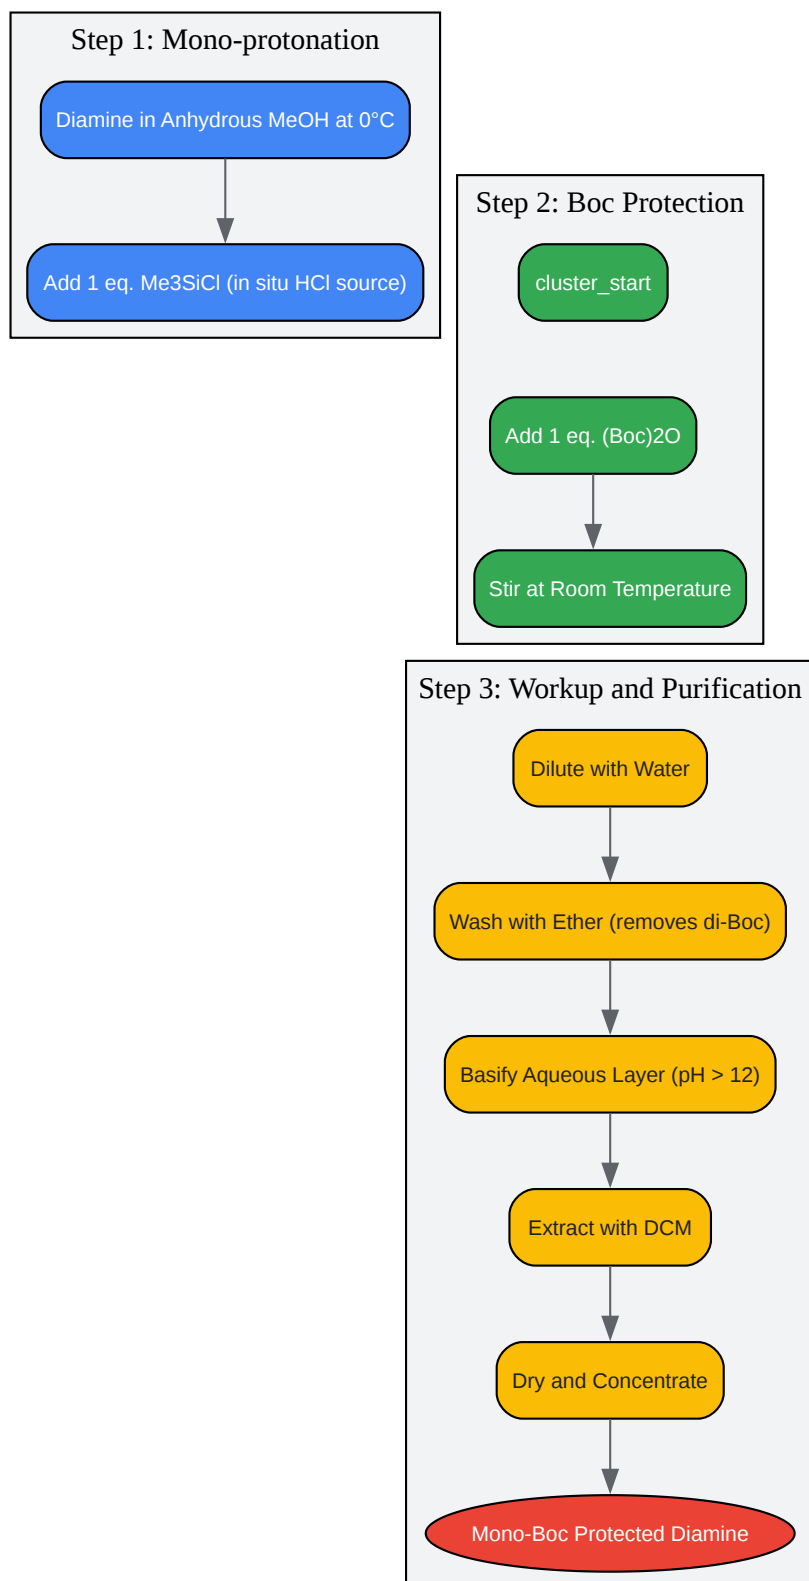 Step 1: Mono-protonation
Diamine in Anhydrous MeOH at 0°C
Add 1 eq. Me3SiCl (in situ HCl source)
Step 2: Boc Protection
cluster_start
Add 1 eq. (Boc)2O
Stir at Room Temperature
Step 3: Workup and Purification
Dilute with Water
Wash with Ether (removes di-Boc)
Basify Aqueous Layer (pH > 12)
Extract with DCM
Dry and Concentrate
Mono-Boc Protected Diamine